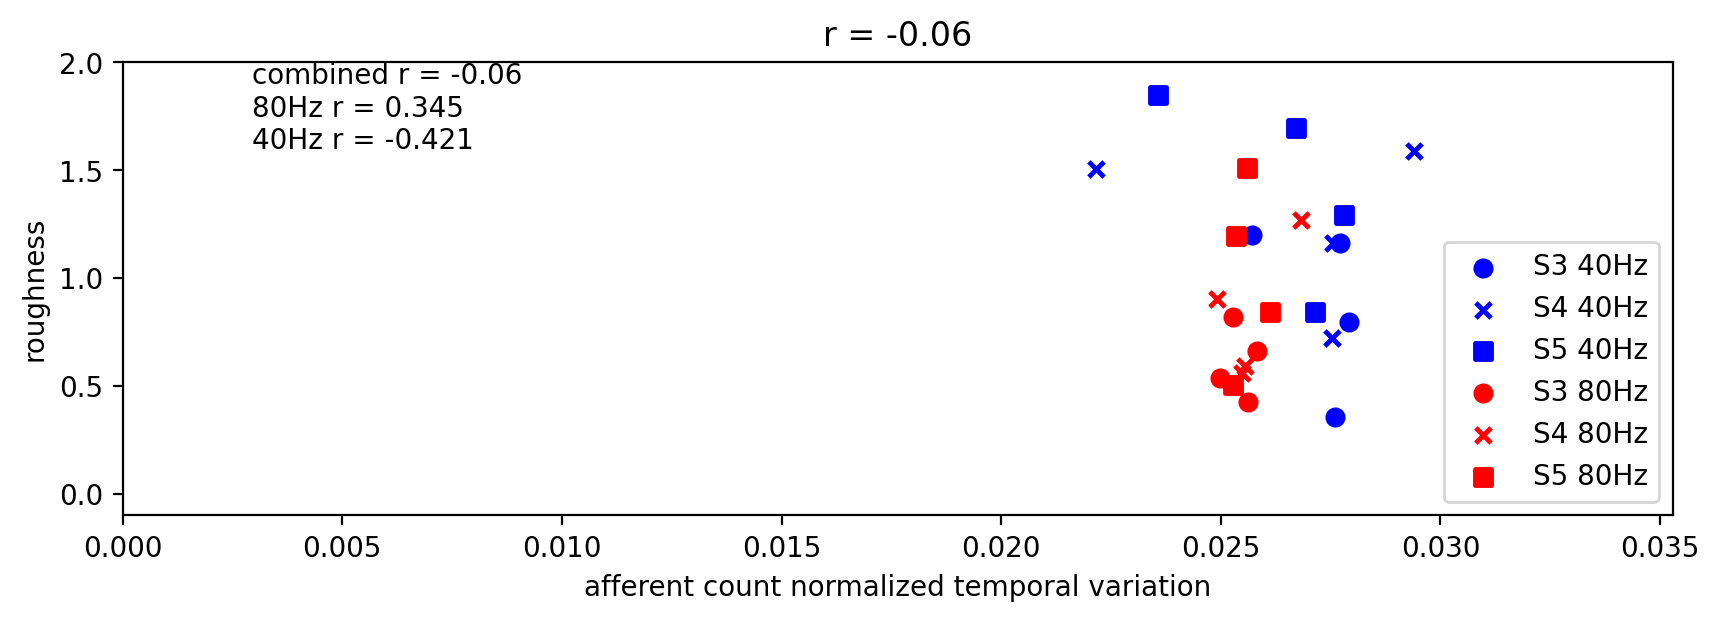 r = -0.06
combined r = -0.06
80Hz r = 0.345
40Hz r = -0.421
2.0
1.5
1.0
0.5
0.0
roughness
S3 40Hz
S4 40Hz
S5 40Hz
S3 80Hz
S4 80Hz
S5 80Hz
0.000 0.005 0.010 0.015 0.020 0.025 0.030 0.035
afferent count normalized temporal variation